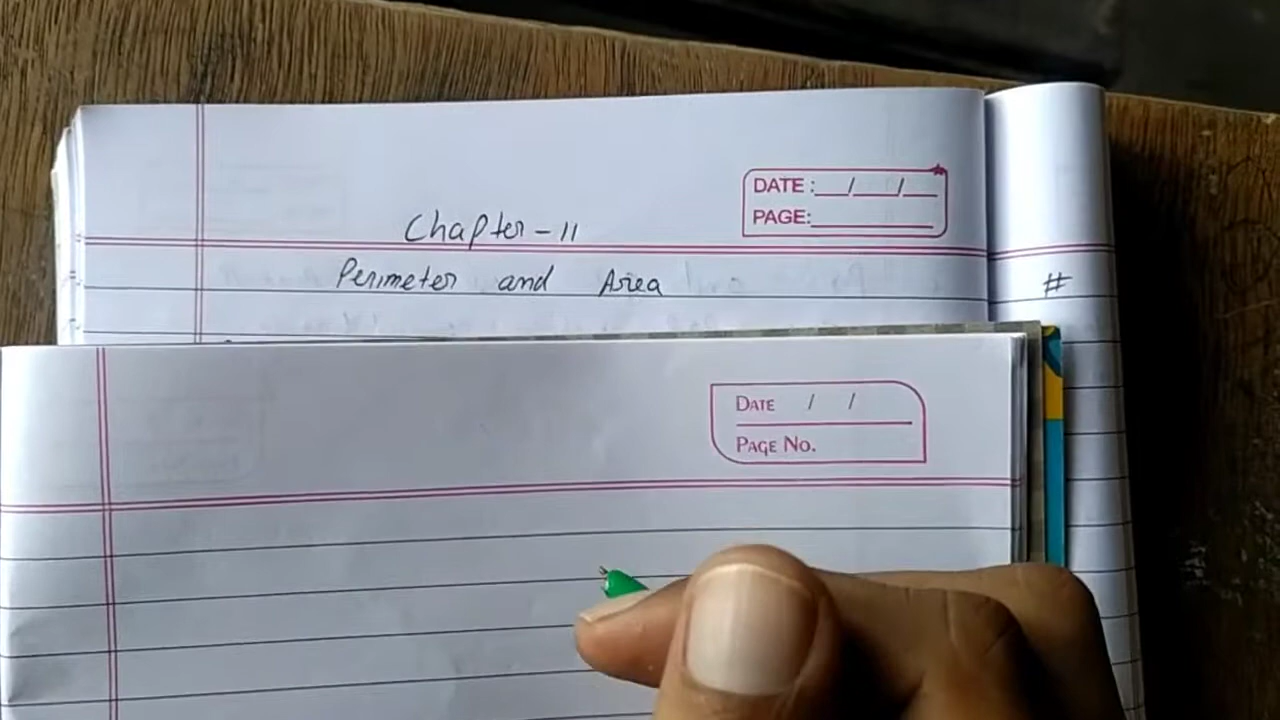 DATE : / /
PAGE:
Chapter-11
Perimeter and Area
#
DATE / /
PAGE NO.